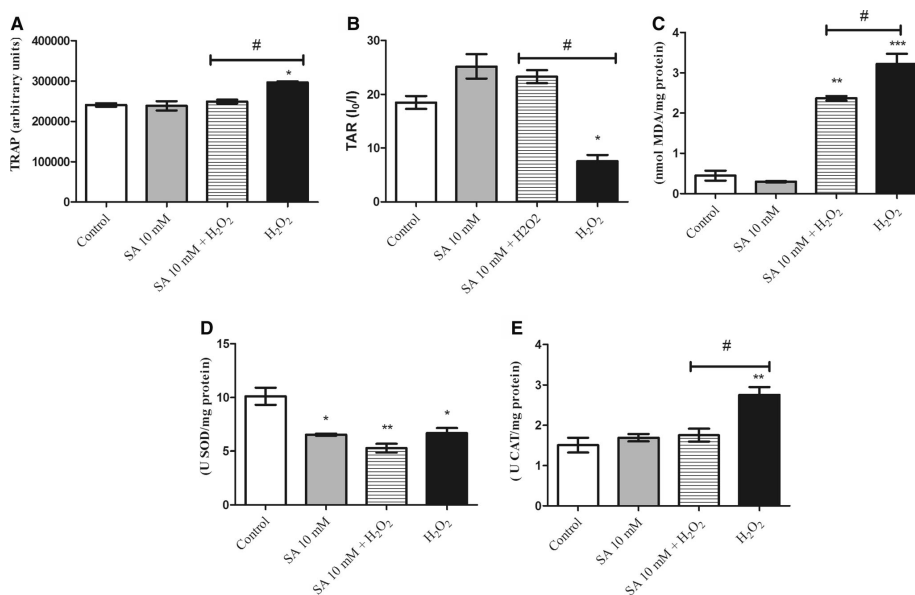 A
TRAP (arbitrary units)
400000
300000
200000
100000
0
#
*
Control
SA 10 mM
SA 10 mM + H₂O₂
H₂O₂
B
TAR (I₀/I)
30
20
10
0
#
*
Control
SA 10 mM
SA 10 mM + H2O2
H₂O₂
C
(nmol MDA/mg protein)
4
3
2
1
0
#
**
***
Control
SA 10 mM
SA 10 mM + H₂O₂
H₂O₂
D
(U SOD/mg protein)
15
10
5
0
*
**
*
Control
SA 10 mM
SA 10 mM + H₂O₂
H₂O₂
E
( U CAT/mg protein)
4
3
2
1
0
#
**
Control
SA 10 mM
SA 10 mM + H₂O₂
H₂O₂